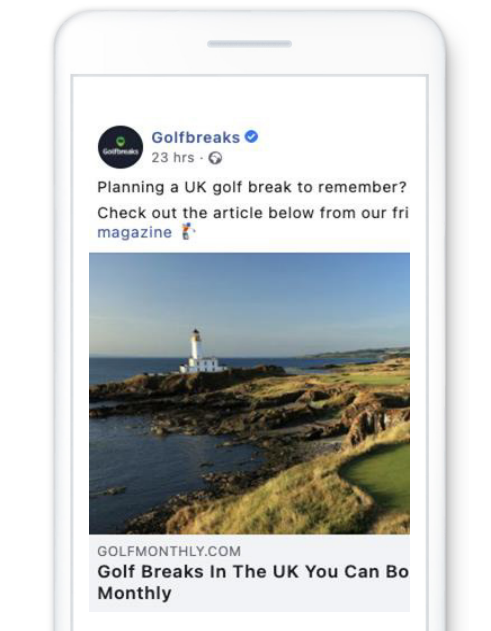 Golfbreaks
Golfbreaks
23 hrs ·
Planning a UK golf break to remember?
Check out the article below from our fri
magazine
GOLFMONTHLY.COM
Golf Breaks In The UK You Can Bo
Monthly